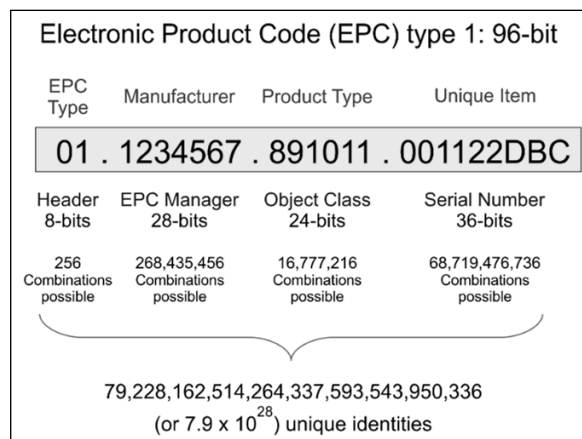 Electronic Product Code (EPC) type 1: 96-bit
EPC Type Manufacturer Product Type Unique Item
01 . 1234567 . 891011 . 001122DBC
Header EPC Manager Object Class Serial Number
8-bits 28-bits 24-bits 36-bits
256 268,435,456 16,777,216 68,719,476,736
Combinations Combinations Combinations Combinations
possible possible possible possible
79,228,162,514,264,337,593,543,950,336
(or 7.9 x 10^28) unique identities